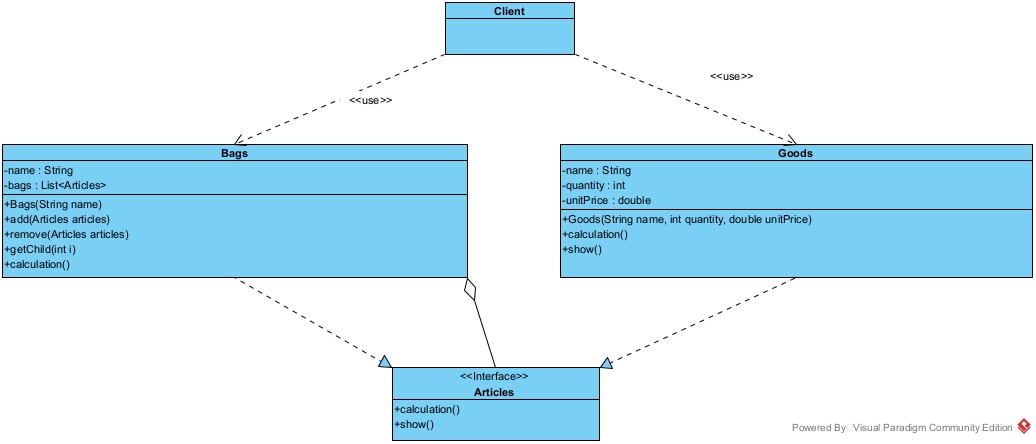 Client
<<use>>
<<use>>
Bags
-name : String
-bags : List<Articles>
+Bags(String name)
+add(Articles articles)
+remove(Articles articles)
+getChild(int i)
+calculation()
Goods
-name : String
-quantity : int
-unitPrice : double
+Goods(String name, int quantity, double unitPrice)
+calculation()
+show()
<<Interface>>
Articles
+calculation()
+show()
Powered By Visual Paradigm Community Edition